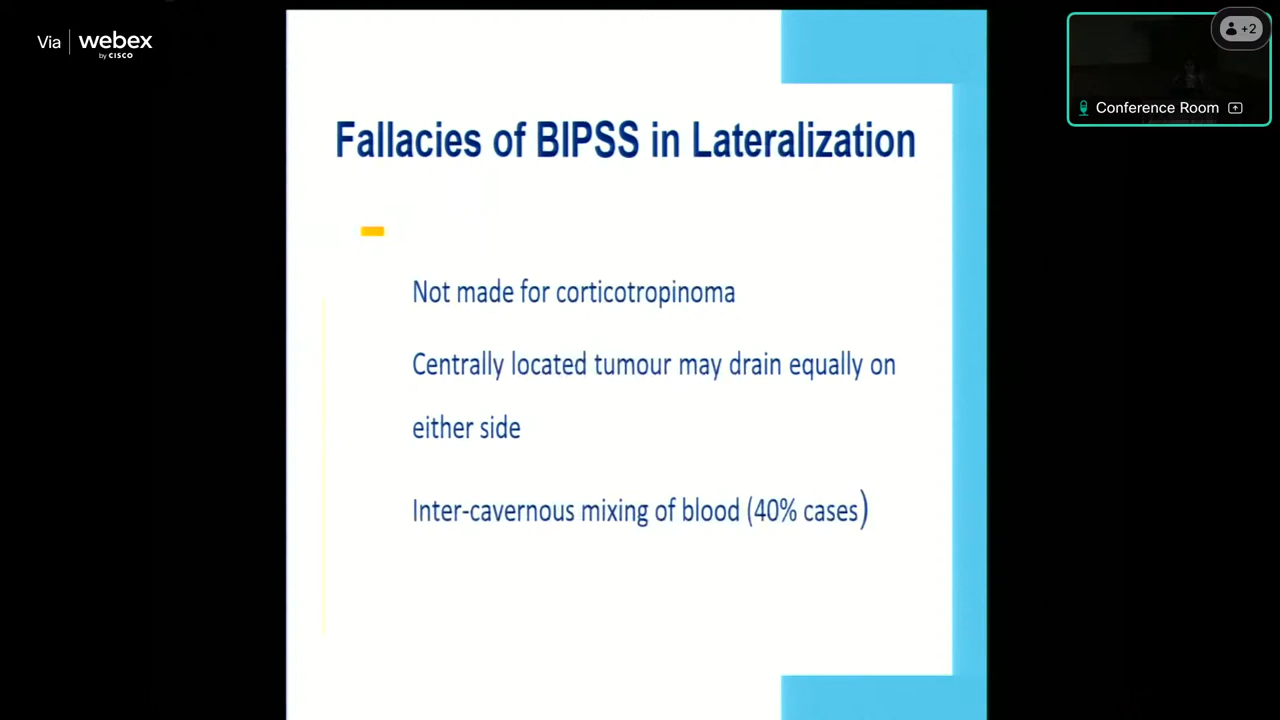 Via webex
by CISCO
+2
Conference Room
Fallacies of BIPSS in Lateralization
Not made for corticotropinoma
Centrally located tumour may drain equally on
either side
Inter-cavernous mixing of blood (40% cases)